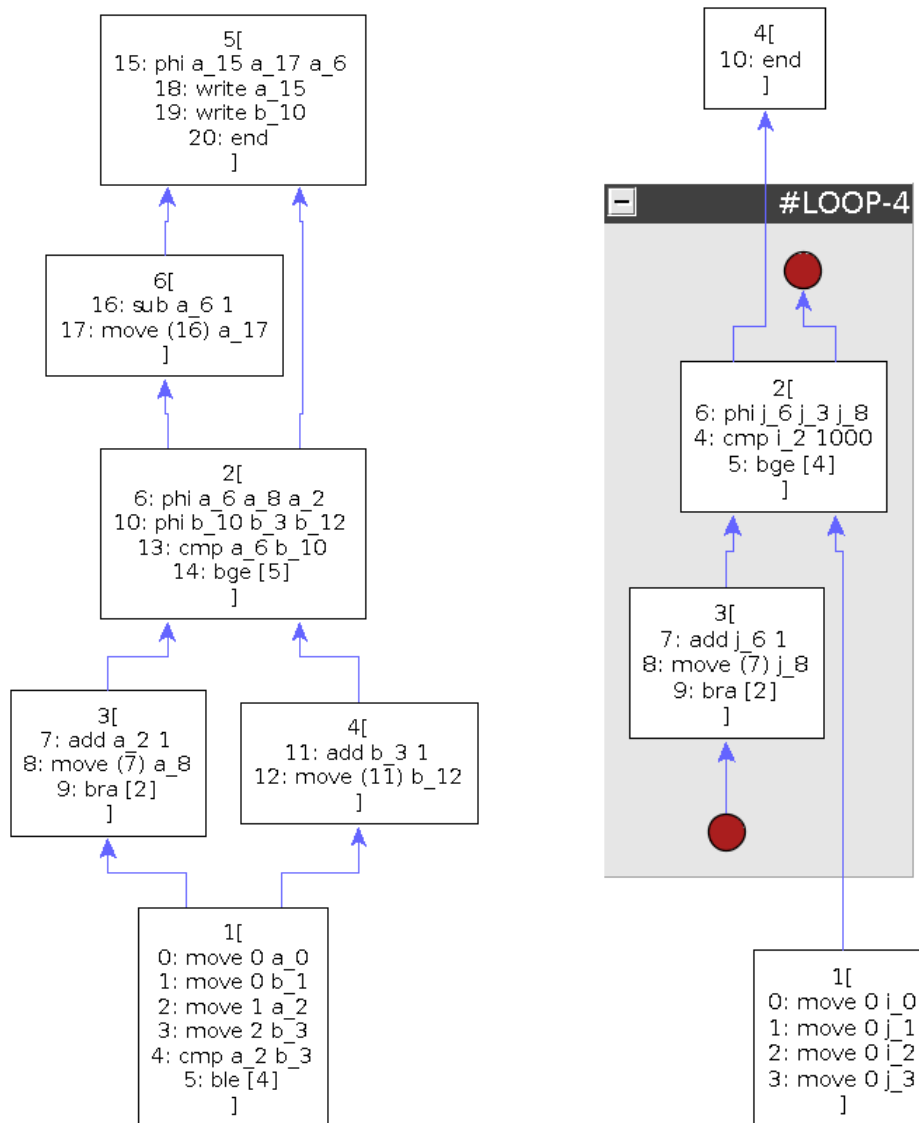 5[
15: phi a_15 a_17 a_6
18: write a_15
19: write b_10
20: end
]
6[
16: sub a_6 1
17: move (16) a_17
]
2[
6: phi a_6 a_8 a_2
10: phi b_10 b_3 b_12
13: cmp a_6 b_10
14: bge [5]
]
3[
7: add a_2 1
8: move (7) a_8
9: bra [2]
]
4[
11: add b_3 1
12: move (11) b_12
]
1[
0: move 0 a_0
1: move 0 b_1
2: move 1 a_2
3: move 2 b_3
4: cmp a_2 b_3
5: ble [4]
]
4[
10: end
]
#LOOP-4
2[
6: phi j_6 j_3 j_8
4: cmp i_2 1000
5: bge [4]
]
3[
7: add j_6 1
8: move (7) j_8
9: bra [2]
]
1[
0: move 0 i_0
1: move 0 j_1
2: move 0 i_2
3: move 0 j_3
]